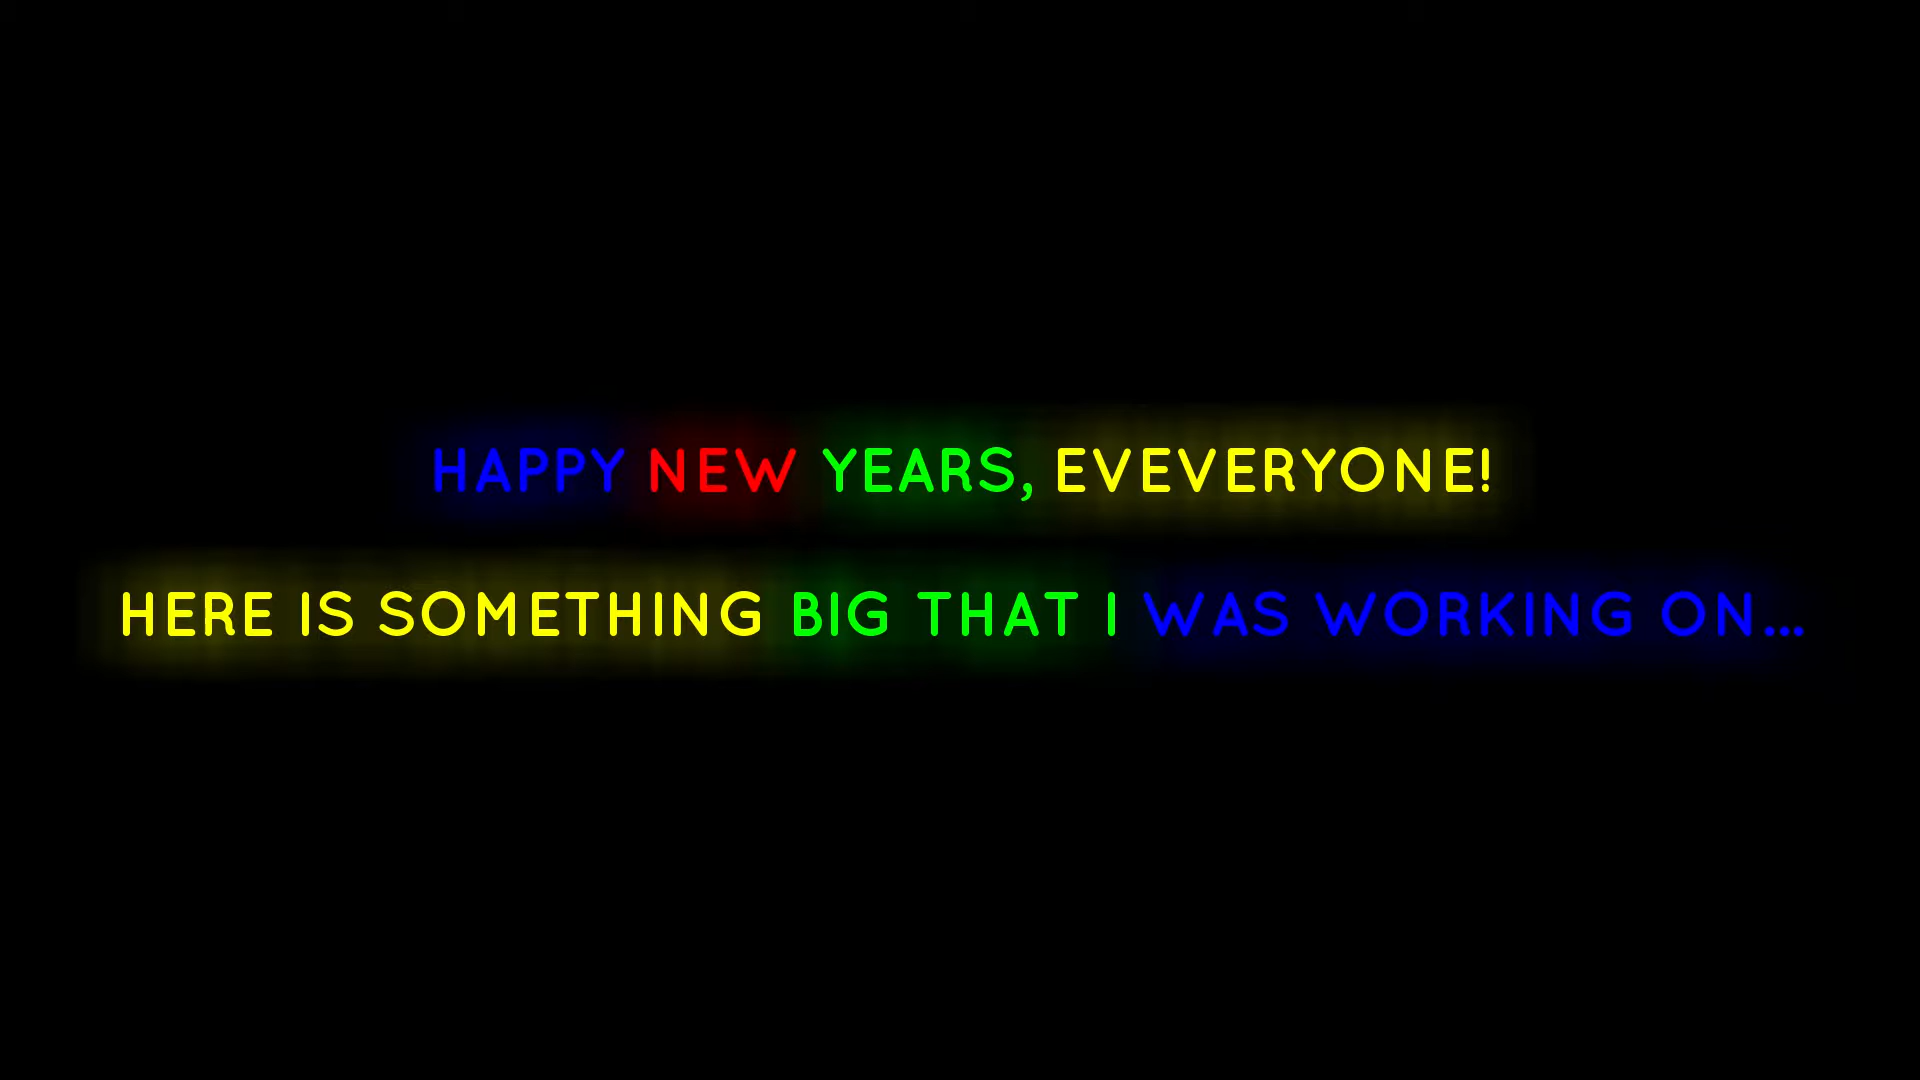 HAPPY NEW YEARS, EVEVERYONE!
HERE IS SOMETHING BIG THAT I WAS WORKING ON...